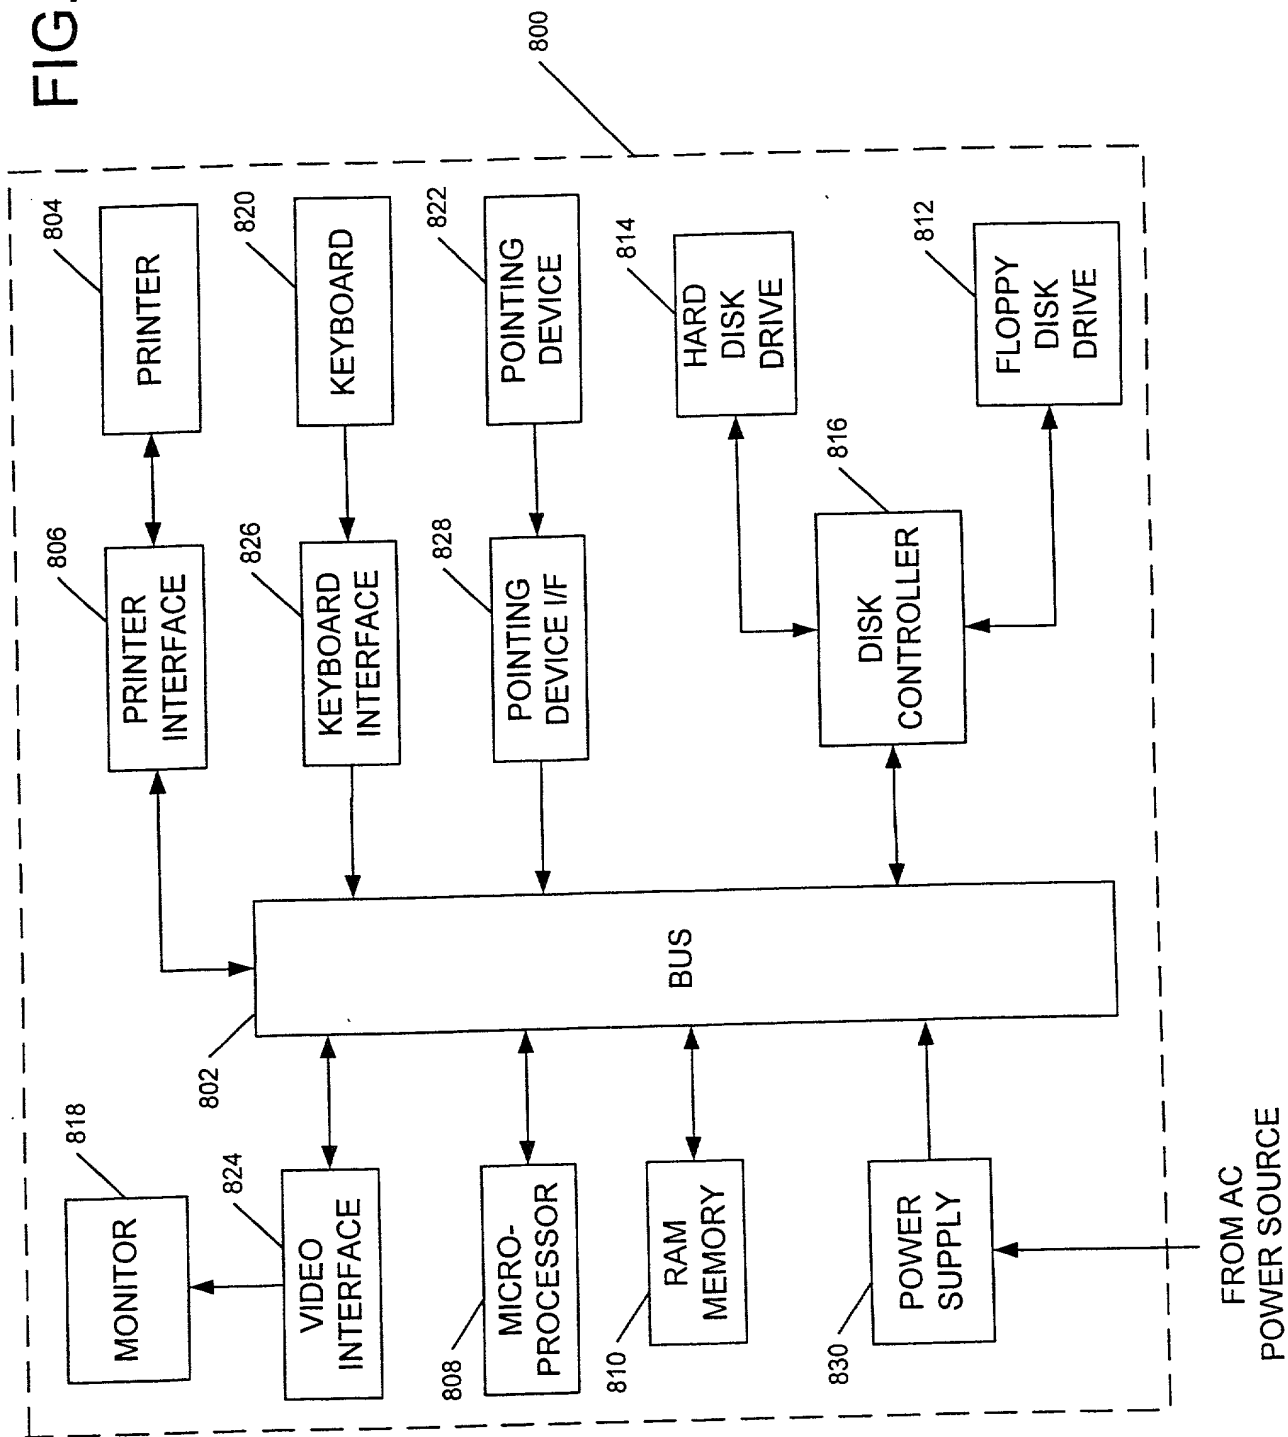 FIG.
800
MONITOR
818
VIDEO
INTERFACE
824
MICRO-
PROCESSOR
808
RAM
MEMORY
810
POWER
SUPPLY
830
FROM AC
POWER SOURCE
802
BUS
PRINTER
INTERFACE
806
PRINTER
804
KEYBOARD
INTERFACE
826
KEYBOARD
820
POINTING
DEVICE I/F
828
POINTING
DEVICE
822
DISK
CONTROLLER
816
HARD
DISK
DRIVE
814
FLOPPY
DISK
DRIVE
812